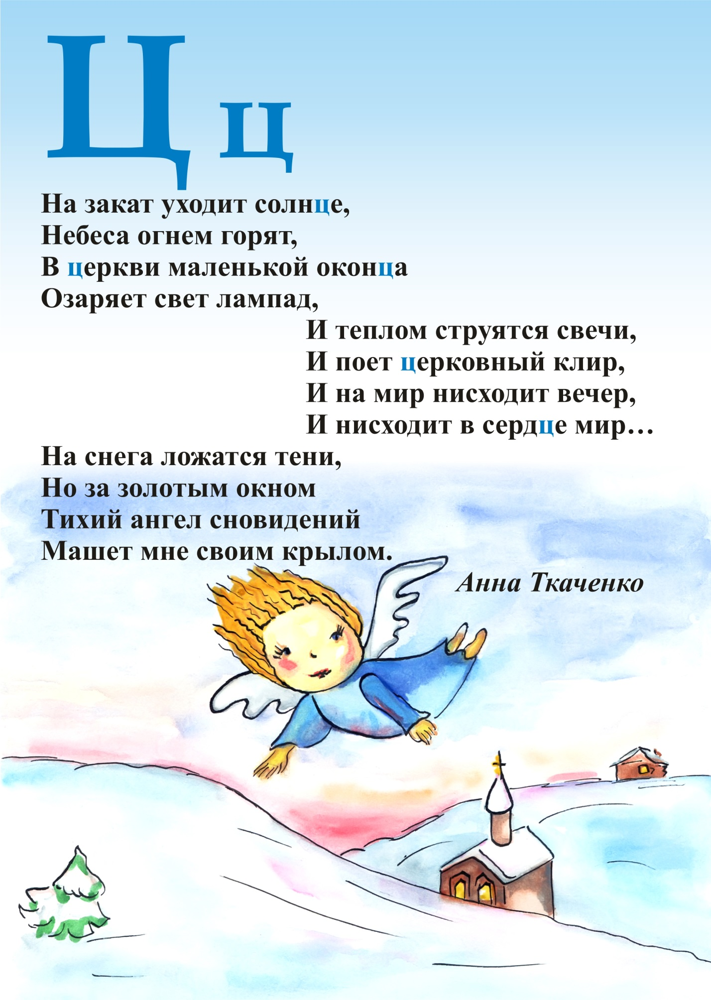 Ц ц
На закат уходит солнце,
Небеса огнем горят,
В церкви маленькой оконца
Озаряет свет лампад,
И теплом струятся свечи,
И поет церковный клир,
И на мир нисходит вечер,
И нисходит в сердце мир…
На снега ложатся тени,
Но за золотым окном
Тихий ангел сновидений
Машет мне своим крылом.
Анна Ткаченко